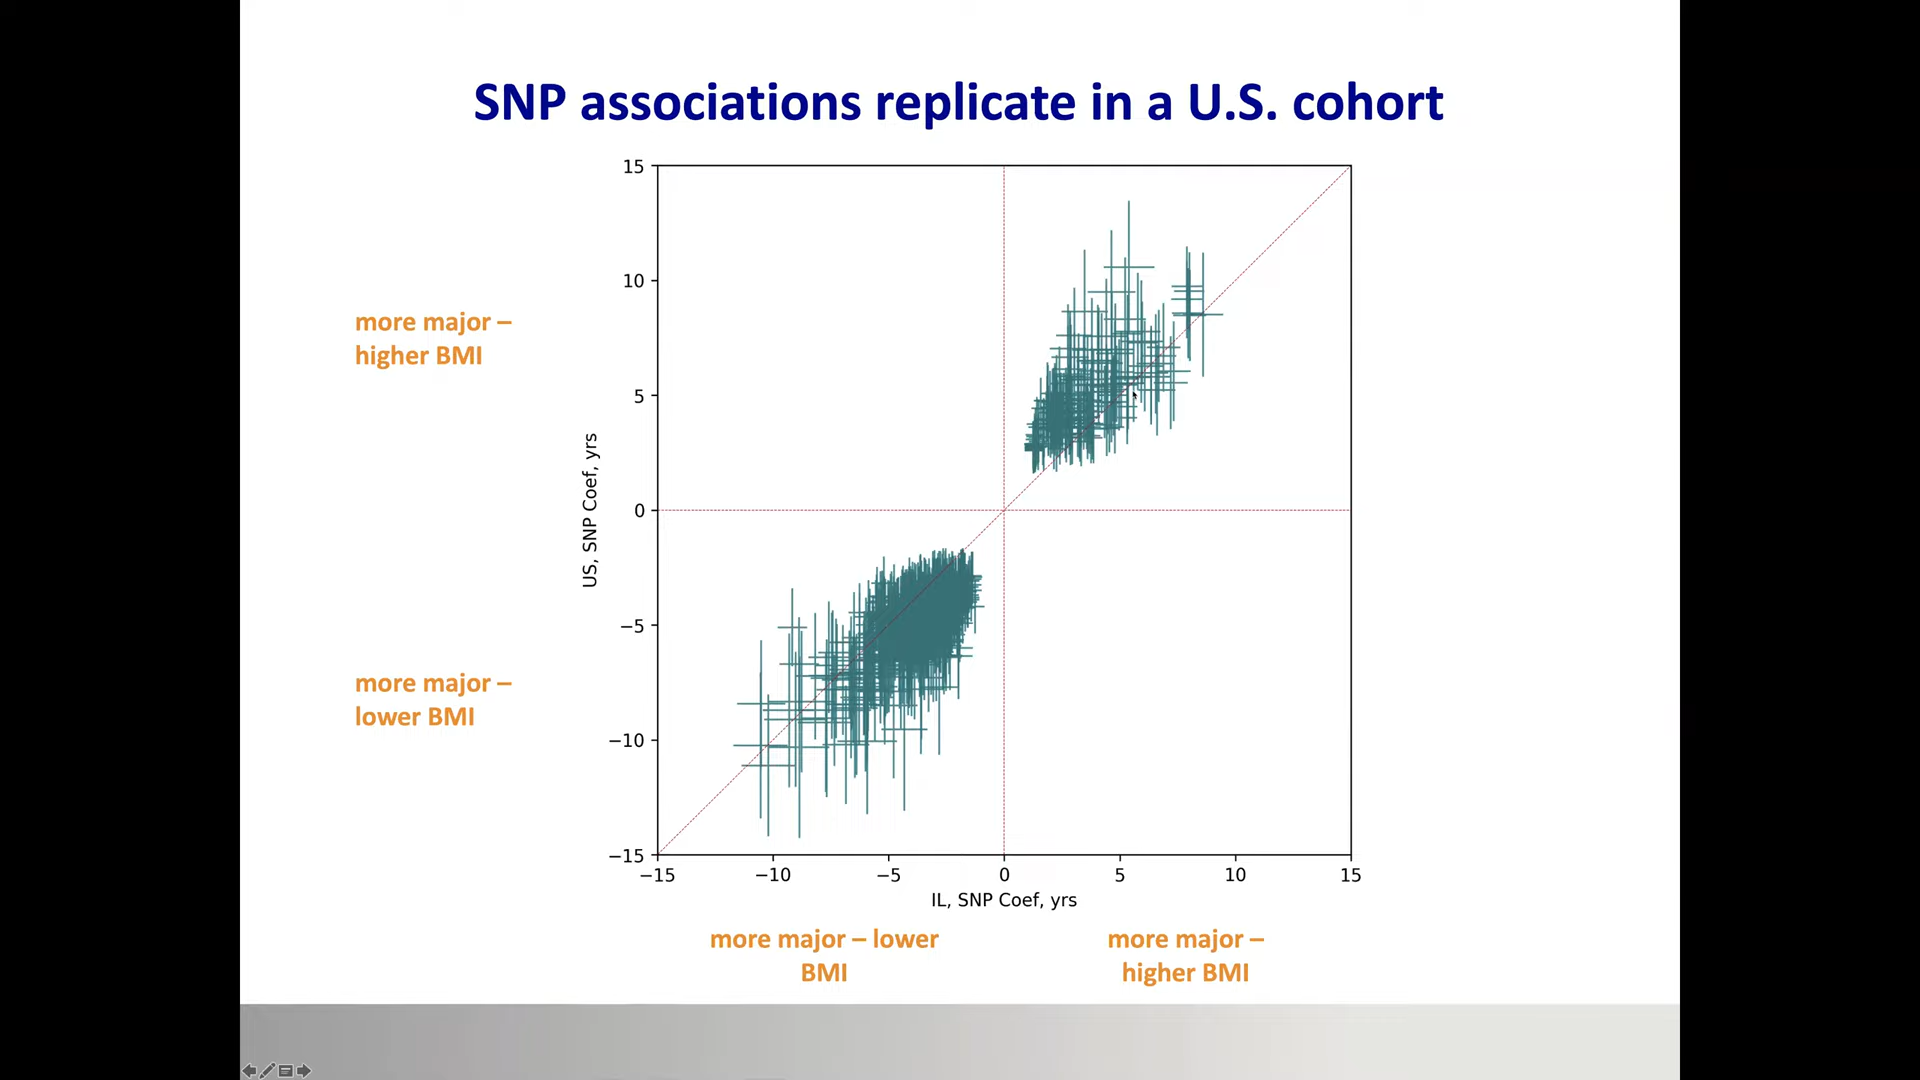 SNP associations replicate in a U.S. cohort
more major –
higher BMI
more major –
lower BMI
US, SNP Coef, yrs
15
10
5
0
−5
−10
−15
−15
−10
−5
0
5
10
15
IL, SNP Coef, yrs
more major – lower
BMI
more major –
higher BMI